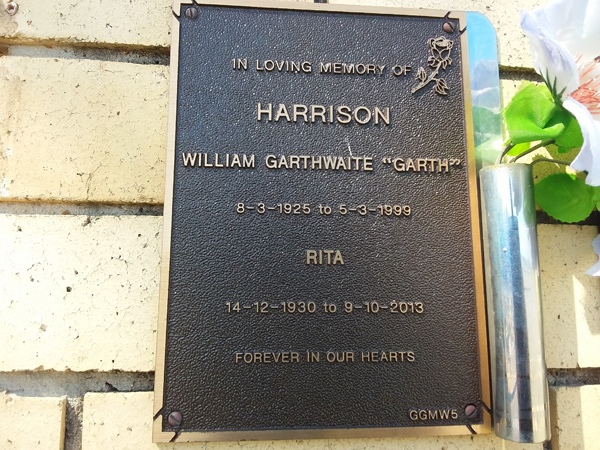 IN LOVING MEMORY OF
HARRISON
WILLIAM GARTHWAITE "GARTH"
8-3-1925 to 5-3-1999
RITA
14-12-1930 to 9-10-2013
FOREVER IN OUR HEARTS
GGMW5